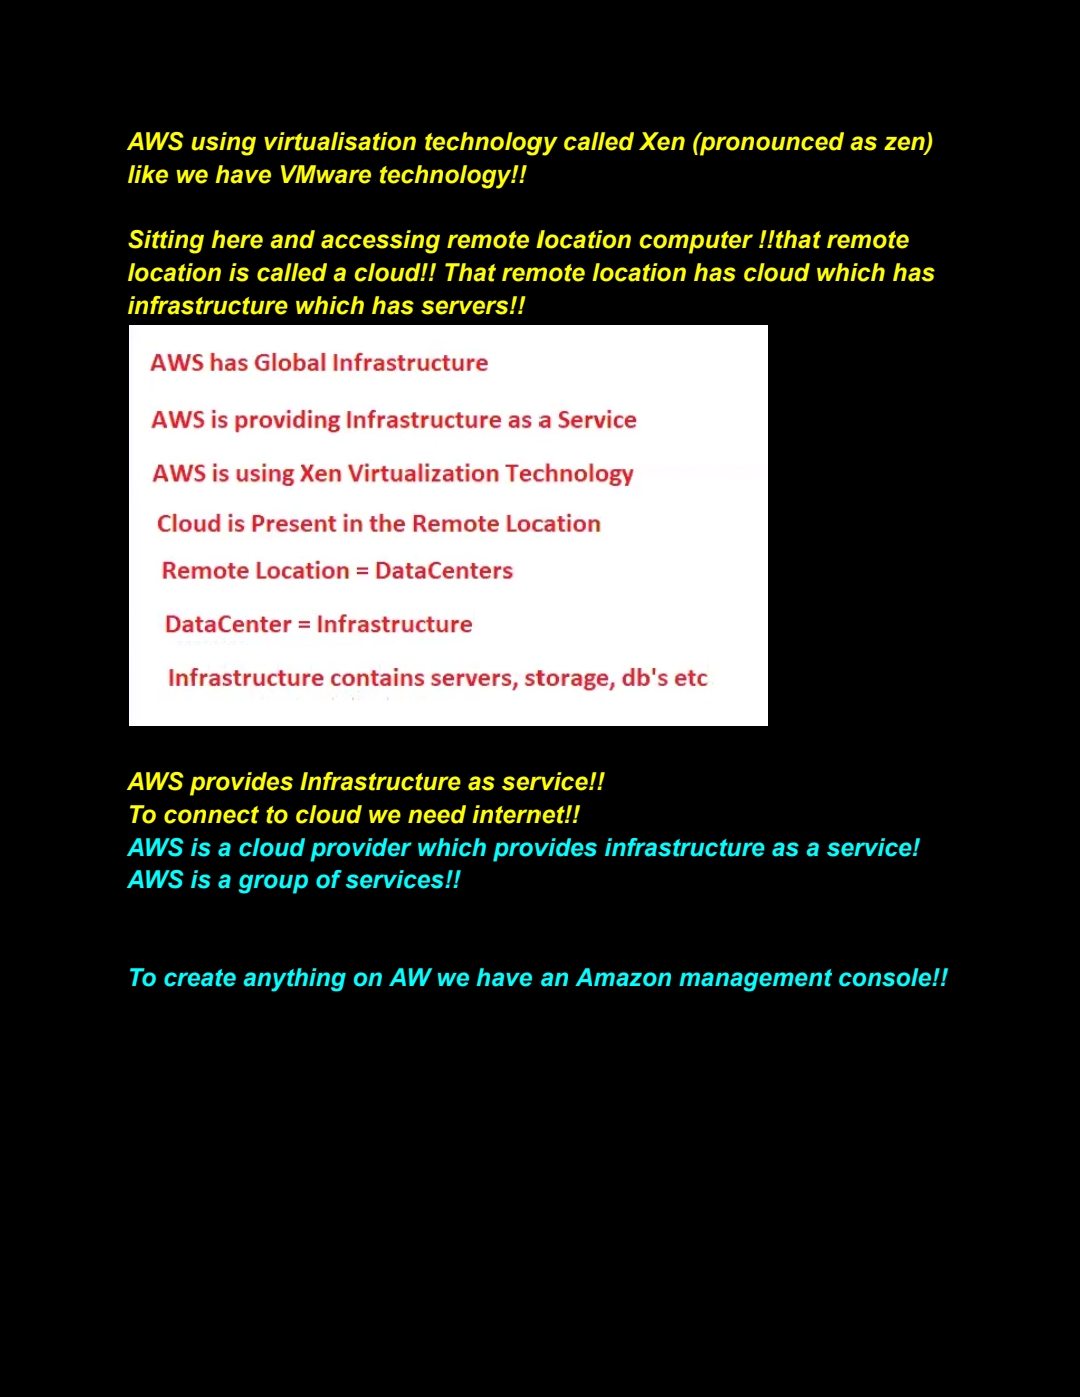 AWS using virtualisation technology called Xen (pronounced as zen)
like we have VMware technology!!
Sitting here and accessing remote location computer !!that remote
location is called a cloud!! That remote location has cloud which has
infrastructure which has servers!!
AWS has Global Infrastructure
AWS is providing Infrastructure as a Service
AWS is using Xen Virtualization Technology
Cloud is Present in the Remote Location
Remote Location = DataCenters
DataCenter = Infrastructure
Infrastructure contains servers, storage, db's etc
AWS provides Infrastructure as service!!
To connect to cloud we need internet!!
AWS is a cloud provider which provides infrastructure as a service!
AWS is a group of services!!
To create anything on AW we have an Amazon management console!!